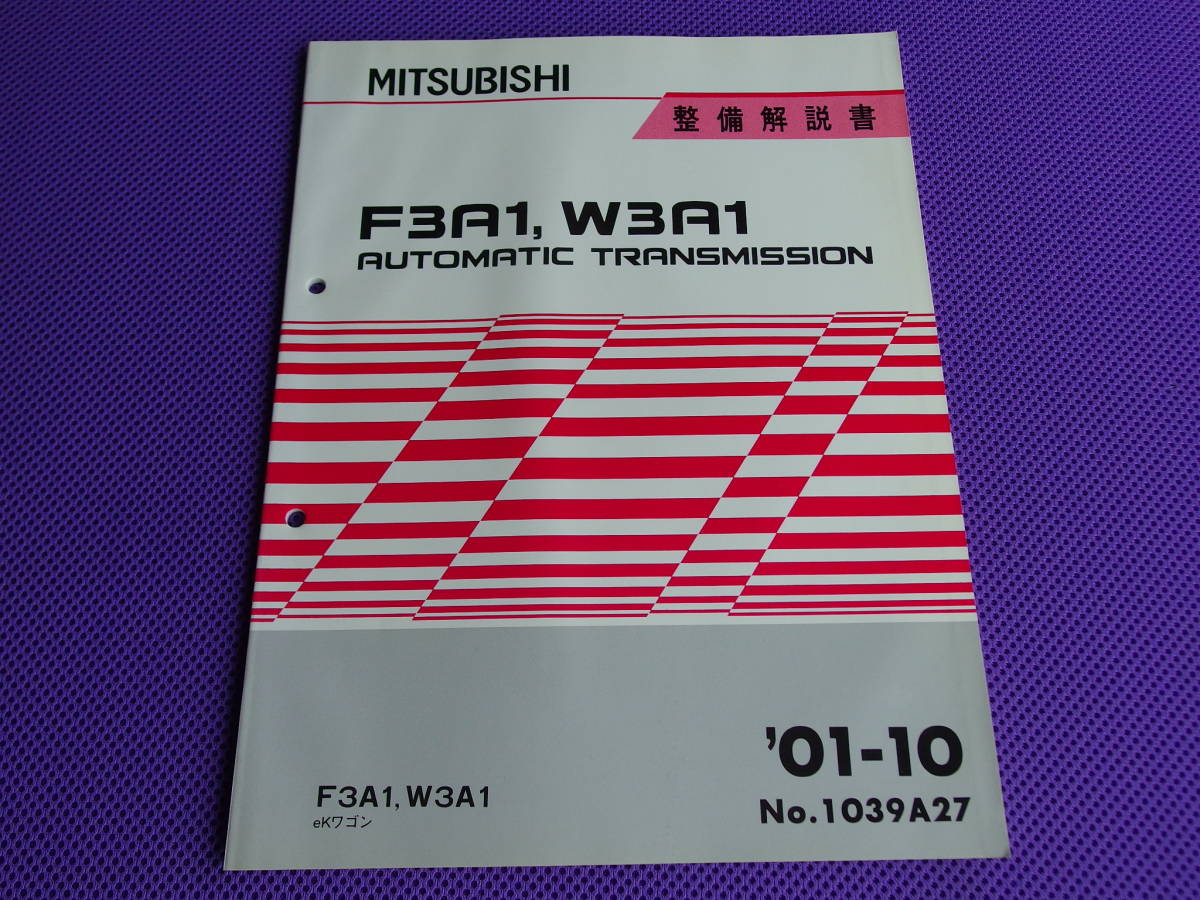 MITSUBISHI
整備解説書
F3A1, W3A1
AUTOMATIC TRANSMISSION
'01-10
No.1039A27
F3A1, W3A1
eKワゴン